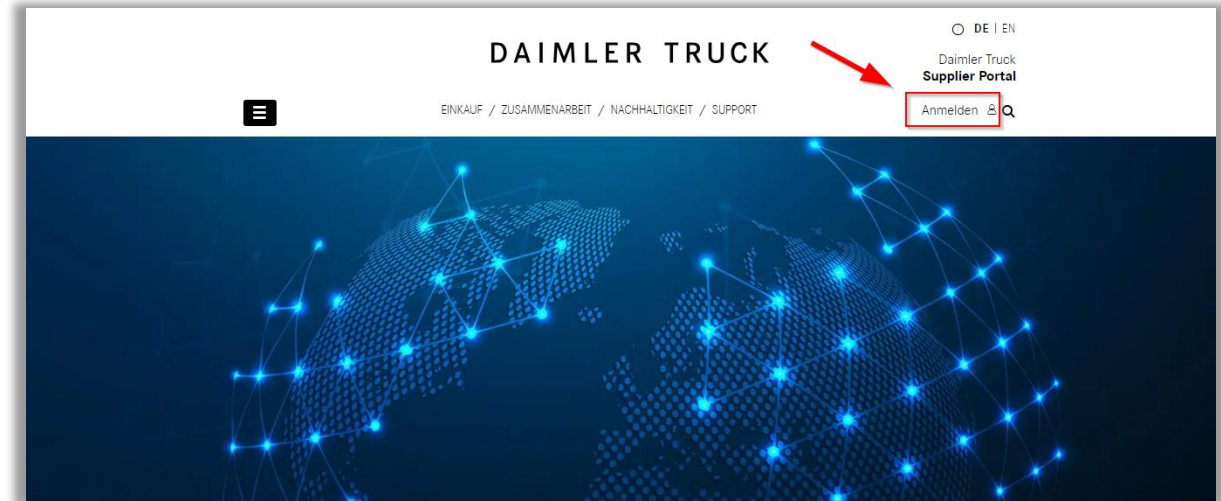 DE | EN
DAIMLER TRUCK
Daimler Truck
Supplier Portal
EINKAUF / ZUSAMMENARBEIT / NACHHALTIGKEIT / SUPPORT
Anmelden